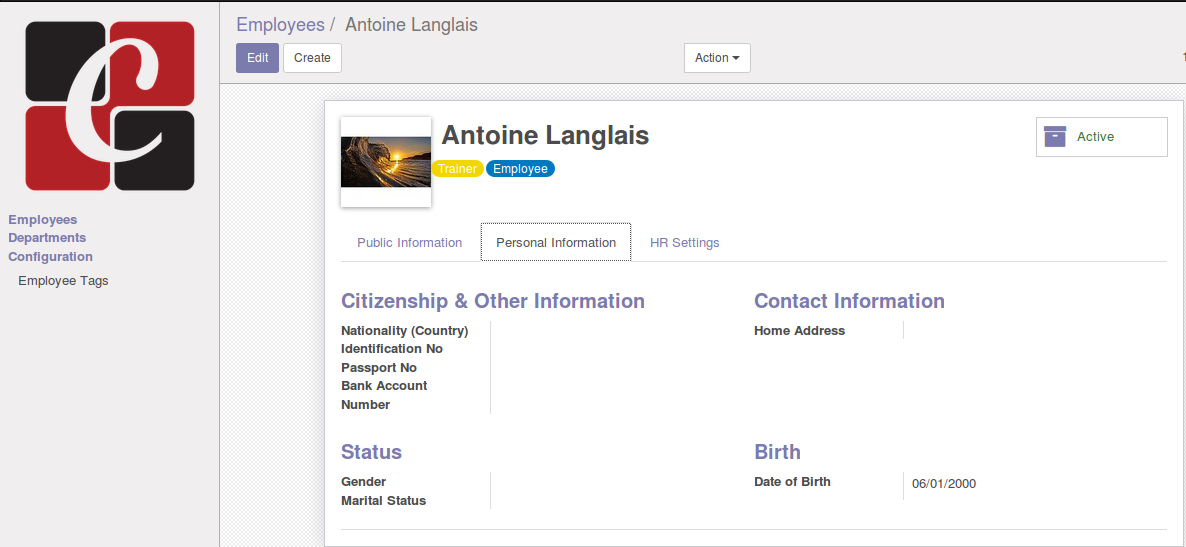 Employees / Antoine Langlais
Edit
Create
Action
Employees
Departments
Configuration
Employee Tags
Antoine Langlais
Trainer
Employee
Active
Public Information
Personal Information
HR Settings
Citizenship & Other Information
Nationality (Country)
Identification No
Passport No
Bank Account
Number
Contact Information
Home Address
Status
Gender
Marital Status
Birth
Date of Birth 06/01/2000